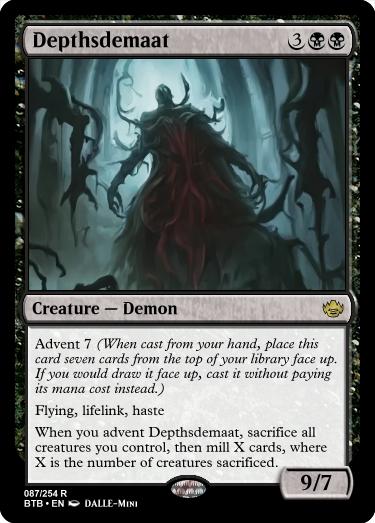 Depthsdemaat 3
Creature — Demon
Advent 7 (When cast from your hand, place this
card seven cards from the top of your library face up.
If you would draw it face up, cast it without paying
its mana cost instead.)
Flying, lifelink, haste
When you advent Depthsdemaat, sacrifice all
creatures you control, then mill X cards, where
X is the number of creatures sacrificed.
9/7
087/254 R
BTB • EN DALLE-Mini